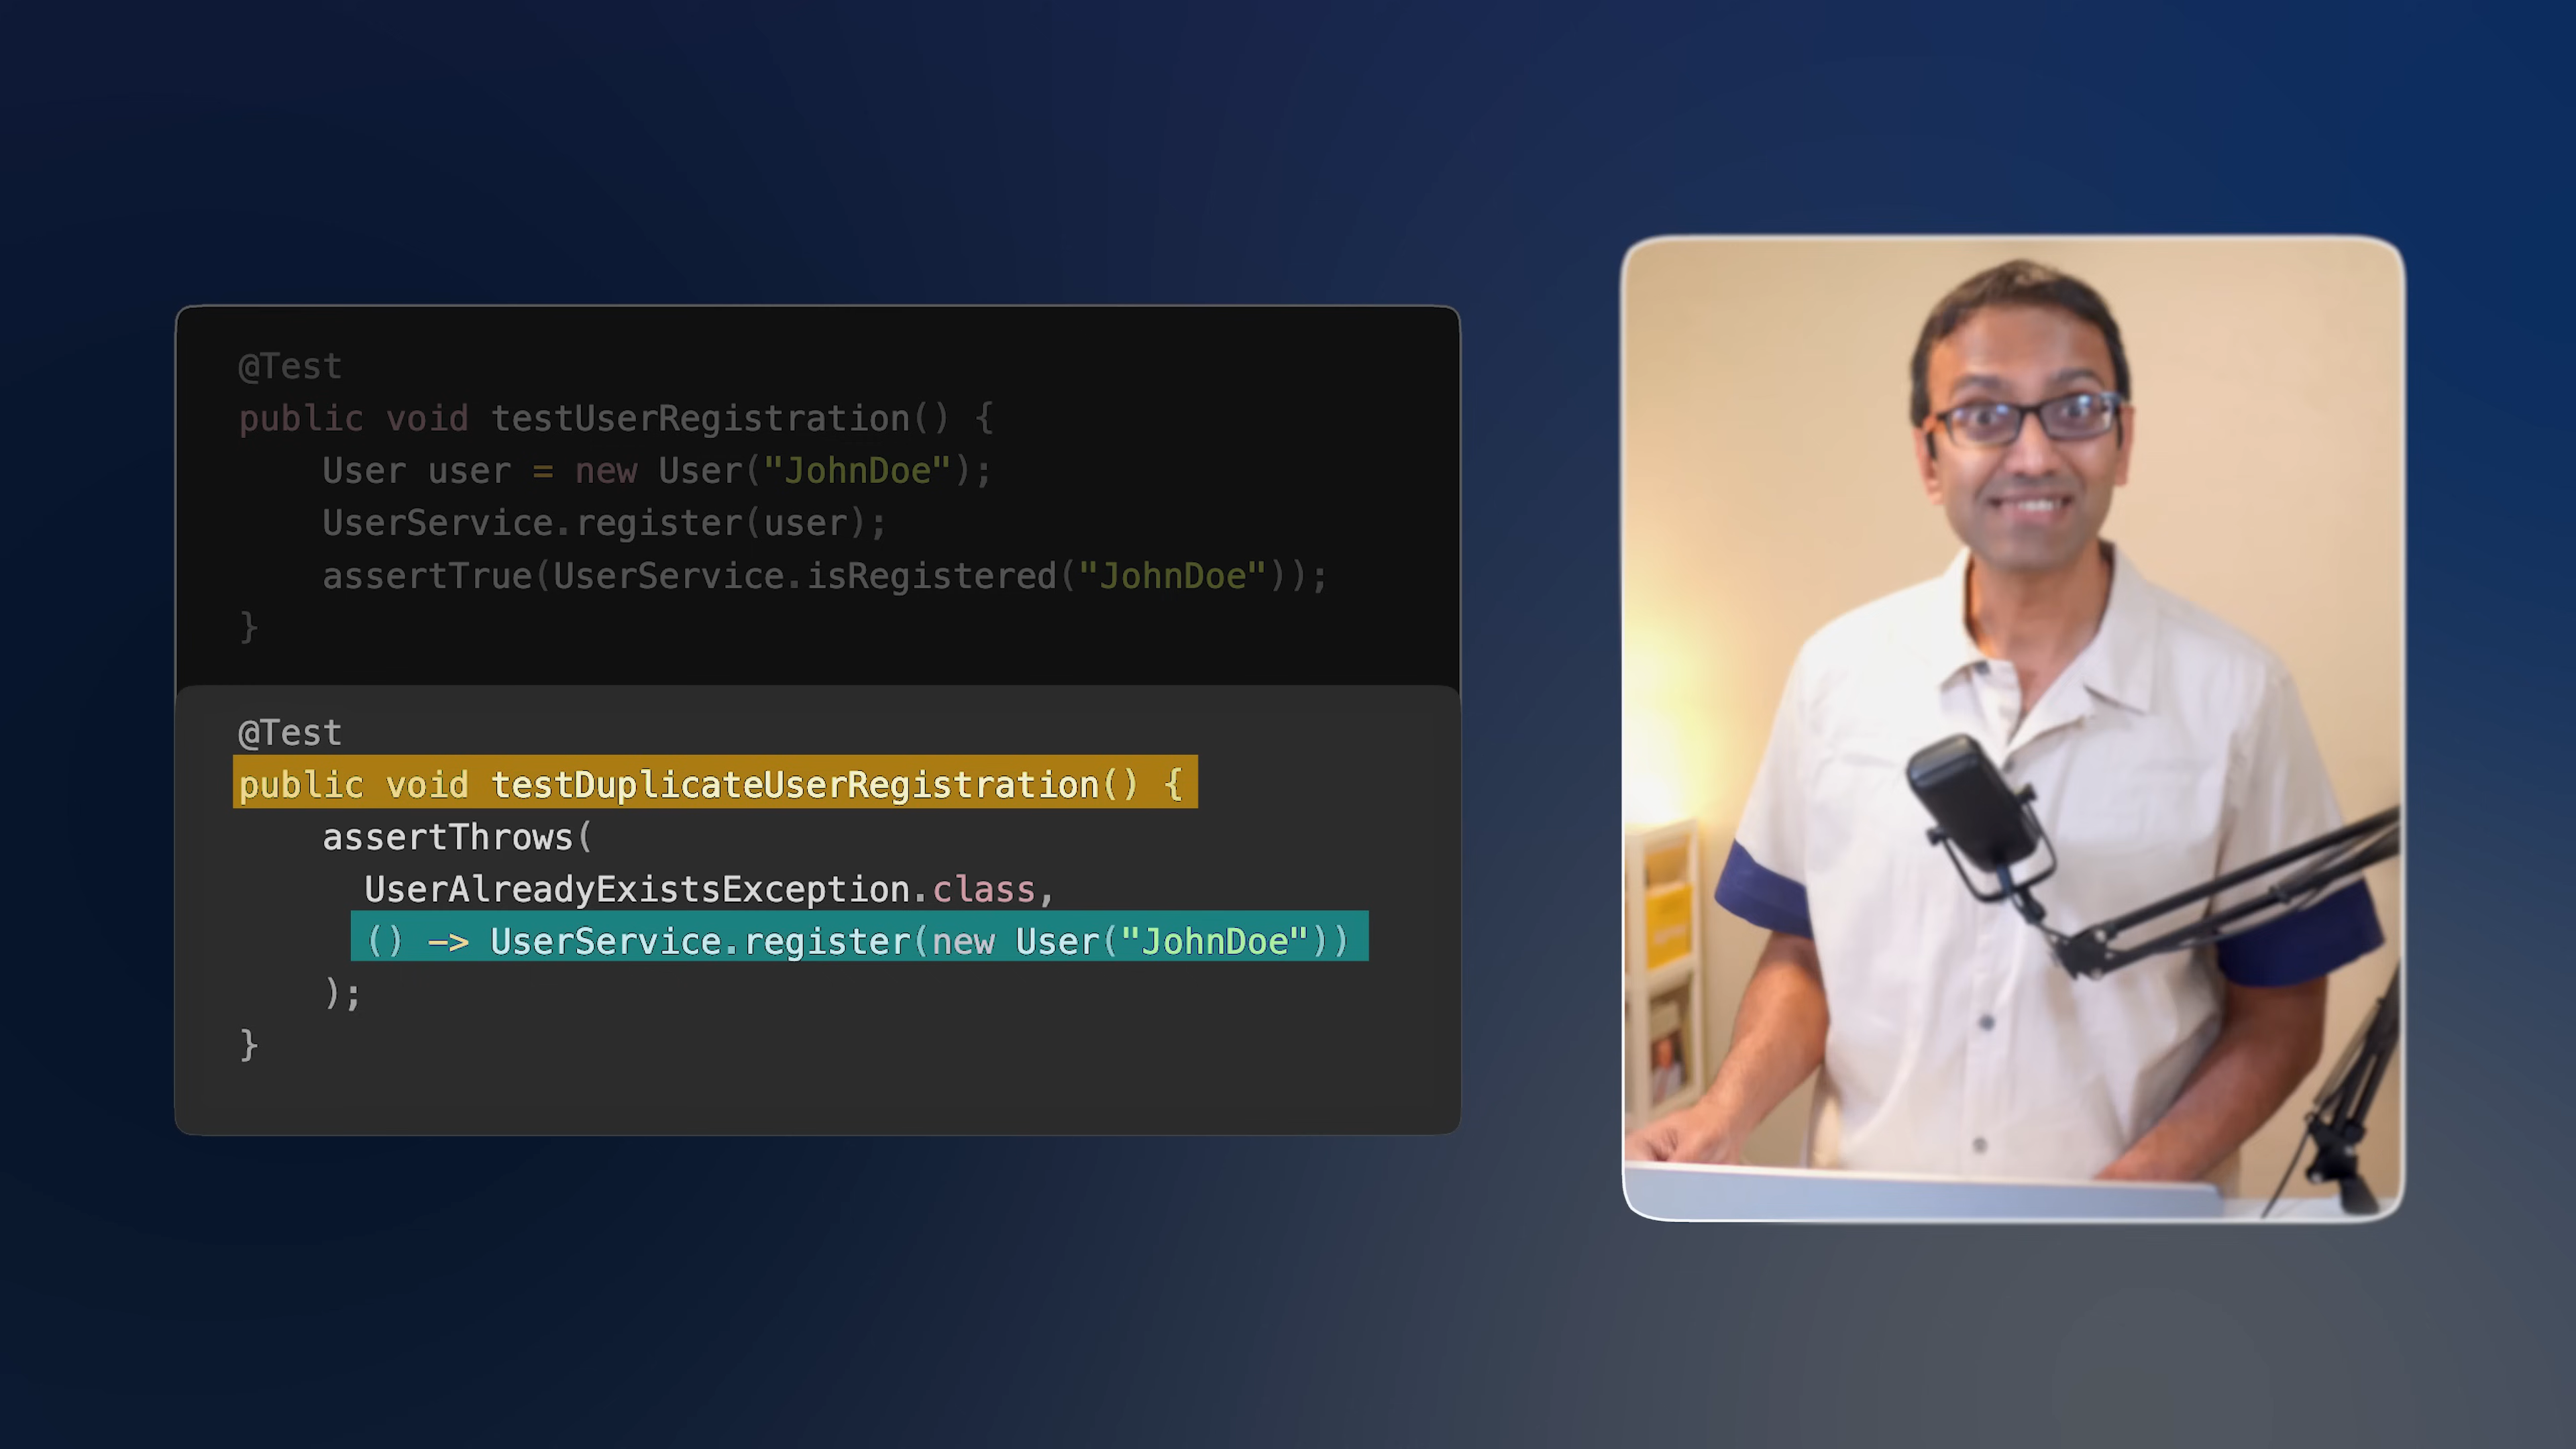 @Test
public void testUserRegistration() {
User user = new User("JohnDoe");
UserService.register(user);
assertTrue(UserService.isRegistered("JohnDoe"));
}
@Test
public void testDuplicateUserRegistration() {
assertThrows(
UserAlreadyExistsException.class,
() -> UserService.register(new User("JohnDoe"))
);
}